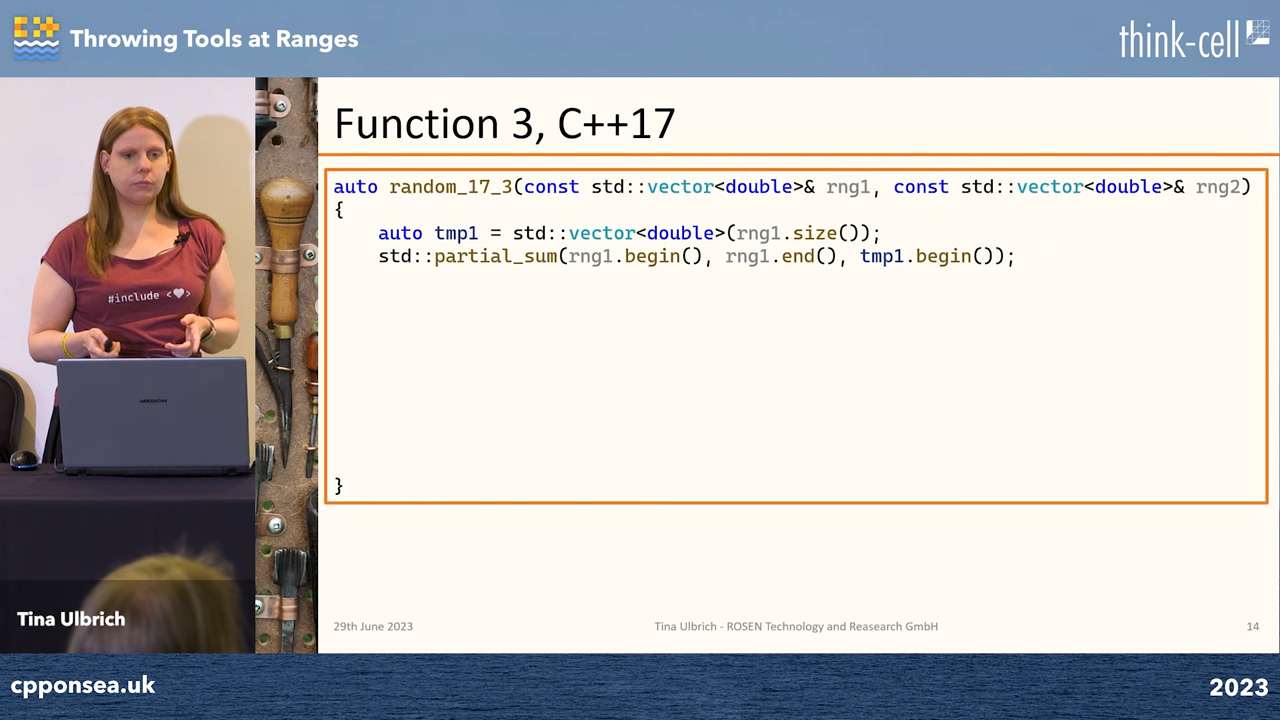 Throwing Tools at Ranges
think-cell
Function 3, C++17
auto random_17_3(const std::vector<double>& rng1, const std::vector<double>& rng2)
{
    auto tmp1 = std::vector<double>(rng1.size());
    std::partial_sum(rng1.begin(), rng1.end(), tmp1.begin());
}
#include <♥>
MEDION
Tina Ulbrich
29th June 2023
Tina Ulbrich - ROSEN Technology and Reasearch GmbH
14
cpponsea.uk
2023